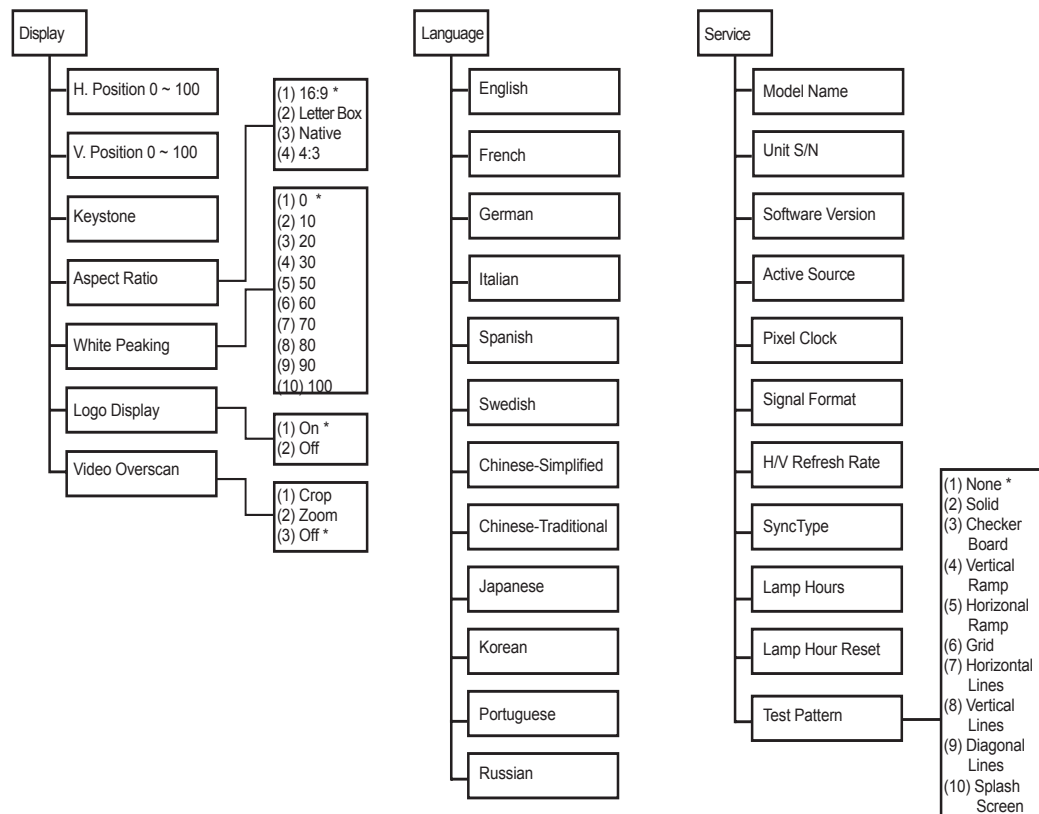 Display
H. Position 0 ~ 100
V. Position 0 ~ 100
Keystone
Aspect Ratio
White Peaking
Logo Display
Video Overscan
(1) 16:9 *
(2) Letter Box
(3) Native
(4) 4:3
(1) 0 *
(2) 10
(3) 20
(4) 30
(5) 50
(6) 60
(7) 70
(8) 80
(9) 90
(10) 100
(1) On *
(2) Off
(1) Crop
(2) Zoom
(3) Off *
Language
English
French
German
Italian
Spanish
Swedish
Chinese-Simplified
Chinese-Traditional
Japanese
Korean
Portuguese
Russian
Service
Model Name
Unit S/N
Software Version
Active Source
Pixel Clock
Signal Format
H/V Refresh Rate
SyncType
Lamp Hours
Lamp Hour Reset
Test Pattern
(1) None *
(2) Solid
(3) Checker
Board
(4) Vertical
Ramp
(5) Horizonal
Ramp
(6) Grid
(7) Horizontal
Lines
(8) Vertical
Lines
(9) Diagonal
Lines
(10) Splash
Screen